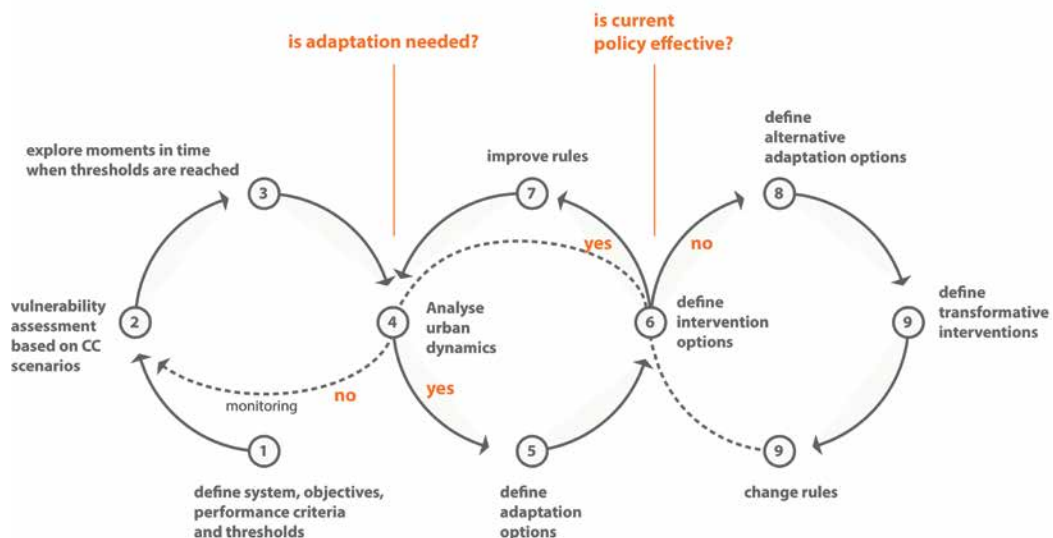 is adaptation needed?
is current
policy effective?
explore moments in time
when thresholds are reached
3
improve rules
7
define
alternative
adaptation options
8
yes
no
vulnerability
assessment
based on CC
scenarios
2
4
Analyse
urban
dynamics
6
define
intervention
options
9
define
transformative
interventions
monitoring
no
yes
1
define system, objectives,
performance criteria
and thresholds
5
define
adaptation
options
9
change rules